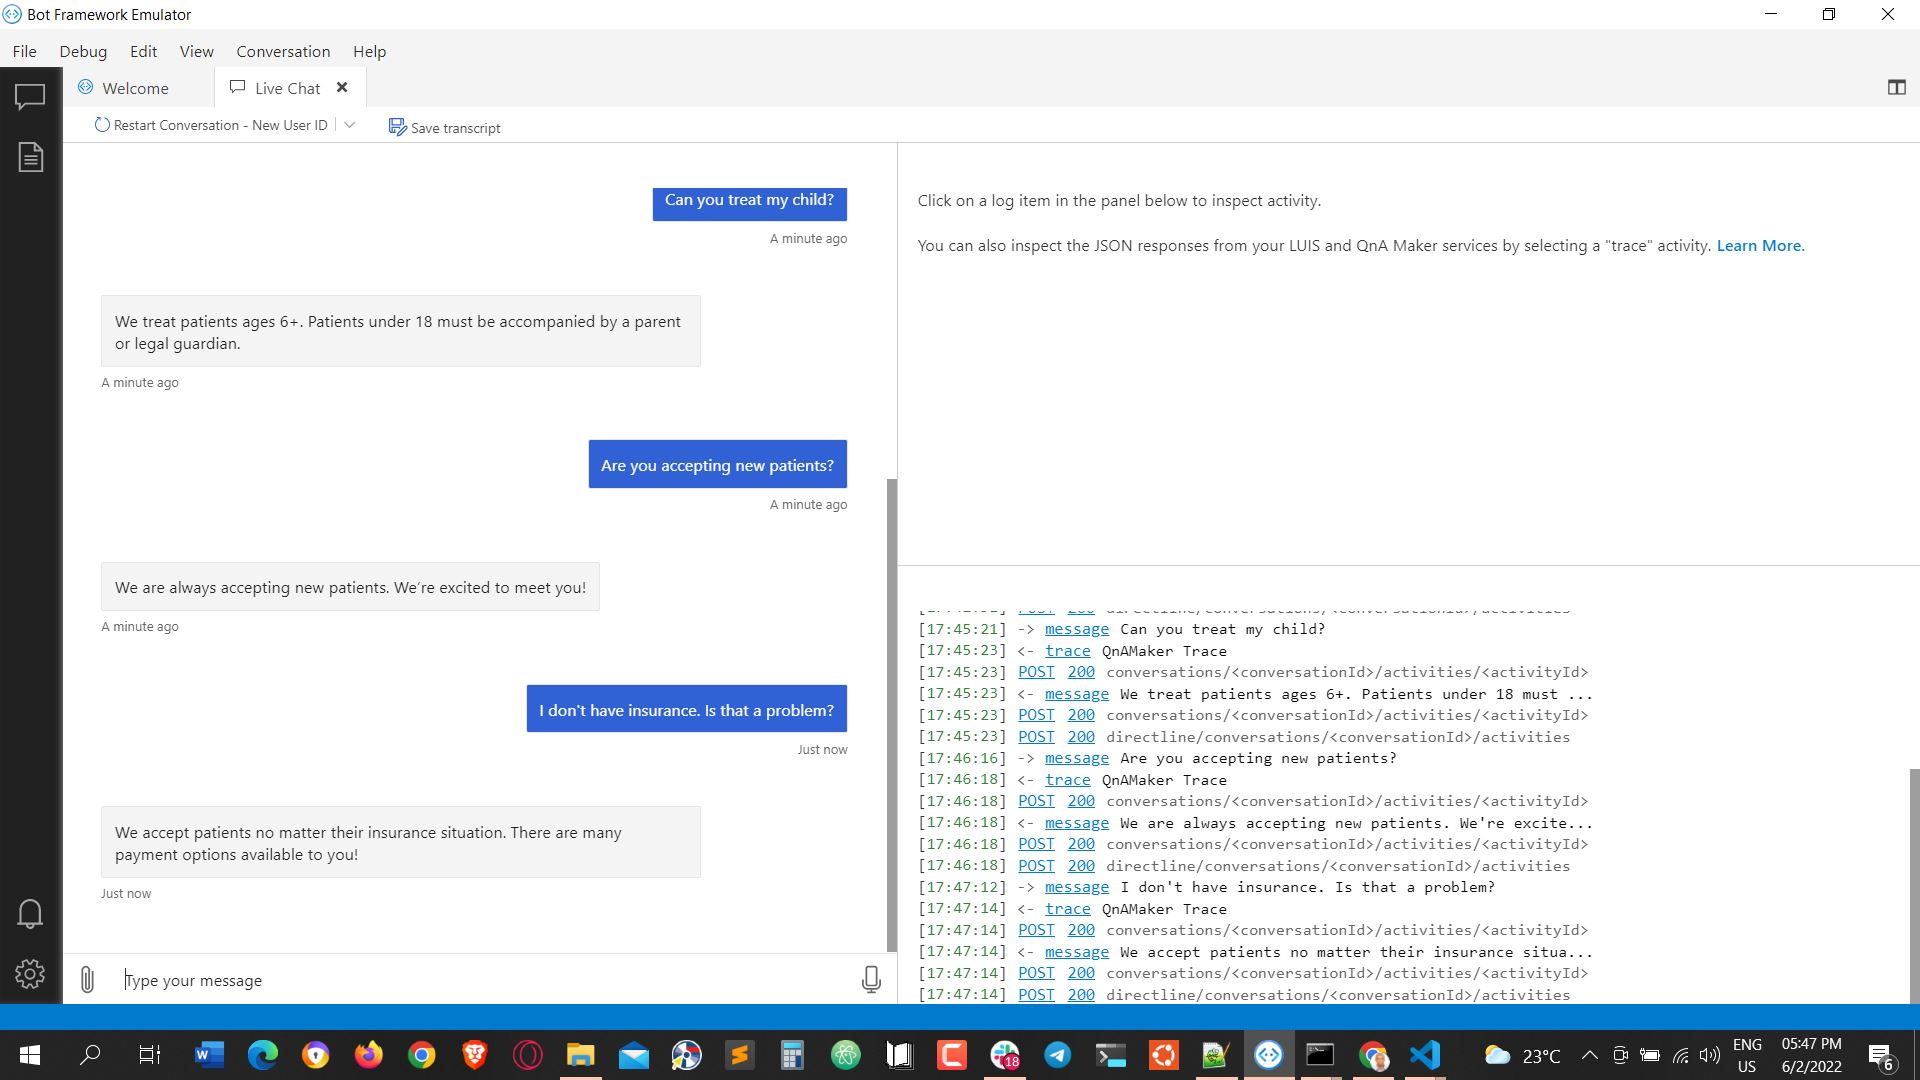 Bot Framework Emulator
File Debug Edit View Conversation Help
Welcome Live Chat
Restart Conversation - New User ID Save transcript
Can you treat my child?
A minute ago
We treat patients ages 6+. Patients under 18 must be accompanied by a parent
or legal guardian.
A minute ago
Are you accepting new patients?
A minute ago
We are always accepting new patients. We're excited to meet you!
A minute ago
I don't have insurance. Is that a problem?
Just now
We accept patients no matter their insurance situation. There are many
payment options available to you!
Just now
Type your message
Click on a log item in the panel below to inspect activity.
You can also inspect the JSON responses from your LUIS and QnA Maker services by selecting a "trace" activity. Learn More.
[17:45:21] -> message Can you treat my child?
[17:45:23] <- trace QnAMaker Trace
[17:45:23] POST 200 conversations/<conversationId>/activities/<activityId>
[17:45:23] <- message We treat patients ages 6+. Patients under 18 must ...
[17:45:23] POST 200 conversations/<conversationId>/activities/<activityId>
[17:45:23] POST 200 directline/conversations/<conversationId>/activities
[17:46:16] -> message Are you accepting new patients?
[17:46:18] <- trace QnAMaker Trace
[17:46:18] POST 200 conversations/<conversationId>/activities/<activityId>
[17:46:18] <- message We are always accepting new patients. We're excite...
[17:46:18] POST 200 conversations/<conversationId>/activities/<activityId>
[17:46:18] POST 200 directline/conversations/<conversationId>/activities
[17:47:12] -> message I don't have insurance. Is that a problem?
[17:47:14] <- trace QnAMaker Trace
[17:47:14] POST 200 conversations/<conversationId>/activities/<activityId>
[17:47:14] <- message We accept patients no matter their insurance situa...
[17:47:14] POST 200 conversations/<conversationId>/activities/<activityId>
[17:47:14] POST 200 directline/conversations/<conversationId>/activities
18
23°C
ENG
US
05:47 PM
6/2/2022
6